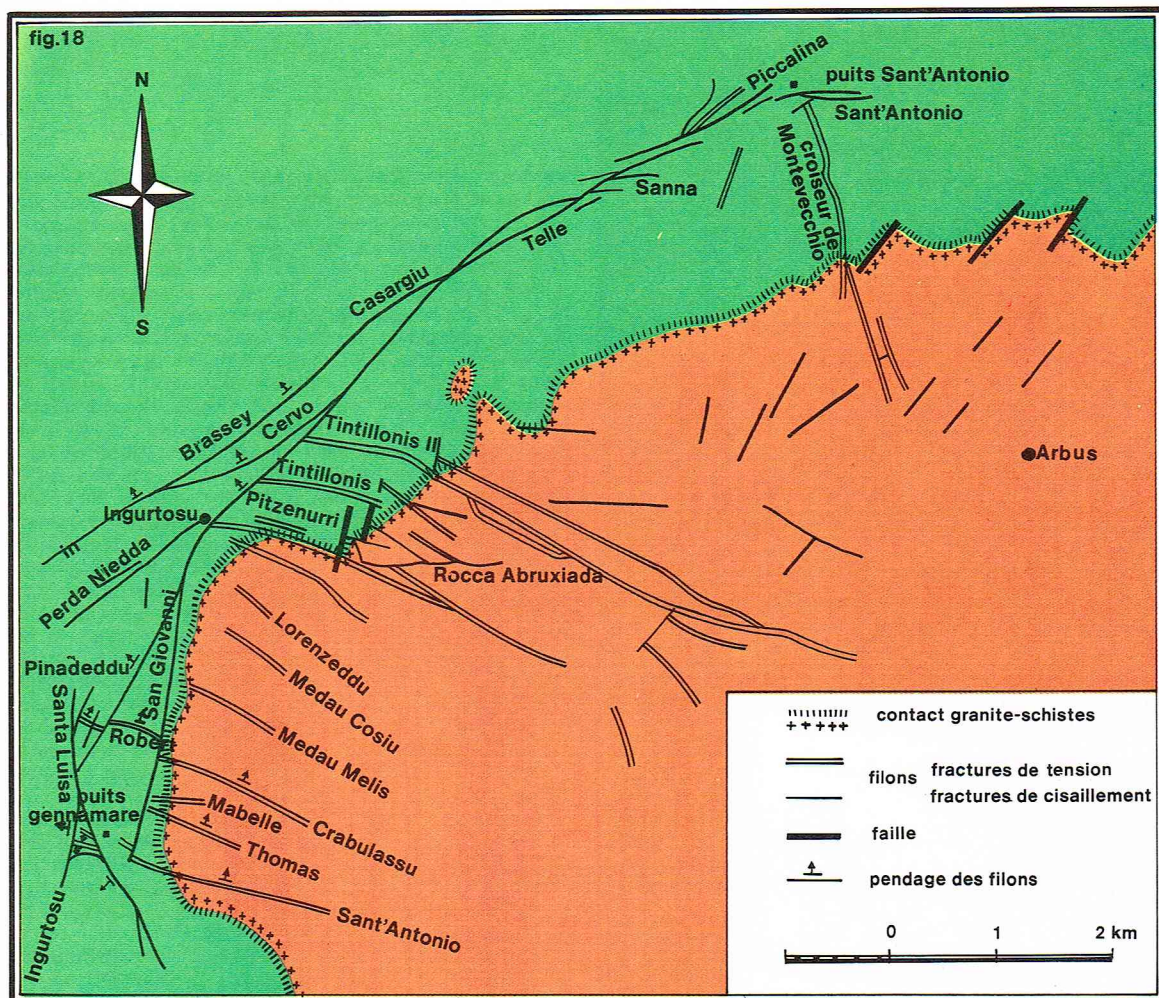 fig.18
N
S
Piccalina
puits Sant'Antonio
Sant'Antonio
croiseur de
Montevecchio
Sanna
Telle
Casargiu
Brassey
Cervo
Tintillonis II
Tintillonis I
Pitzenurri
Ingurtosu
in
Perda Niedda
Arbus
Rocca Abruxiada
San Giovanni
Lorenzeddu
Medau Cosiu
Medau Melis
Pinadeddu
Santa Luisa
puits
gennamare
Mabelle
Crabulassu
Thomas
Sant'Antonio
Ingurtosu
contact granite-schistes
filons
fractures de tension
fractures de cisaillement
faille
pendage des filons
0 1 2 km